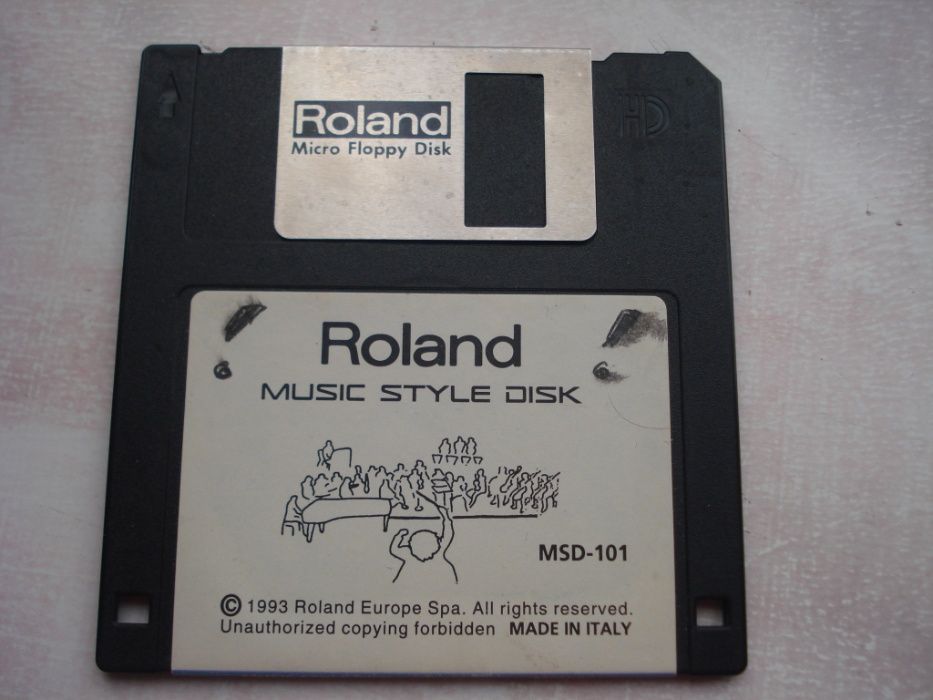 Roland
Micro Floppy Disk
HD
Roland
MUSIC STYLE DISK
MSD-101
© 1993 Roland Europe Spa. All rights reserved.
Unauthorized copying forbidden MADE IN ITALY